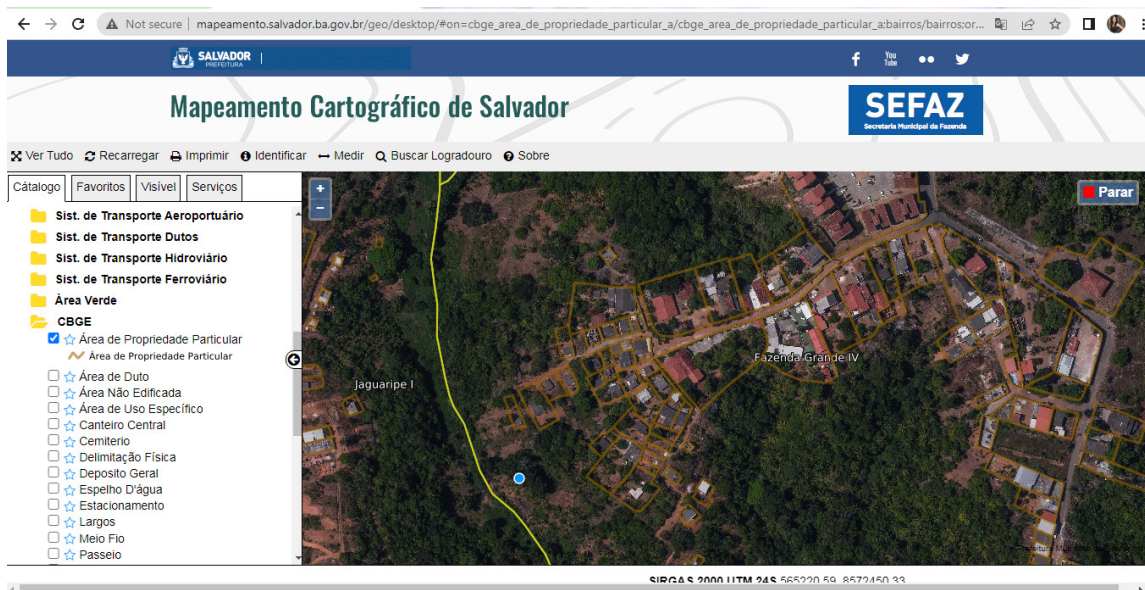 Not secure | mapeamento.salvador.ba.gov.br/geo/desktop/#on=cbge_area_de_propriedade_particular_a/cbge_area_de_propriedade_particular_a;bairros/bairros;or...
SALVADOR
PREFEITURA
f You Tube
Mapeamento Cartográfico de Salvador
SEFAZ
Secretaria Municipal da Fazenda
Ver Tudo Recarregar Imprimir Identificar Medir Buscar Logradouro Sobre
Cátalogo Favoritos Visível Serviços
+
−
Parar
Sist. de Transporte Aeroportuário
Sist. de Transporte Dutos
Sist. de Transporte Hidroviário
Sist. de Transporte Ferroviário
Àrea Verde
CBGE
Área de Propriedade Particular
Área de Propriedade Particular
Área de Duto
Área Não Edificada
Área de Uso Específico
Canteiro Central
Cemiterio
Delimitação Física
Deposito Geral
Espelho D'água
Estacionamento
Largos
Meio Fio
Passeio
Jaguaripe I
Fazenda Grande IV
SIRGAS 2000 UTM 24S 565220.59, 8572450.33